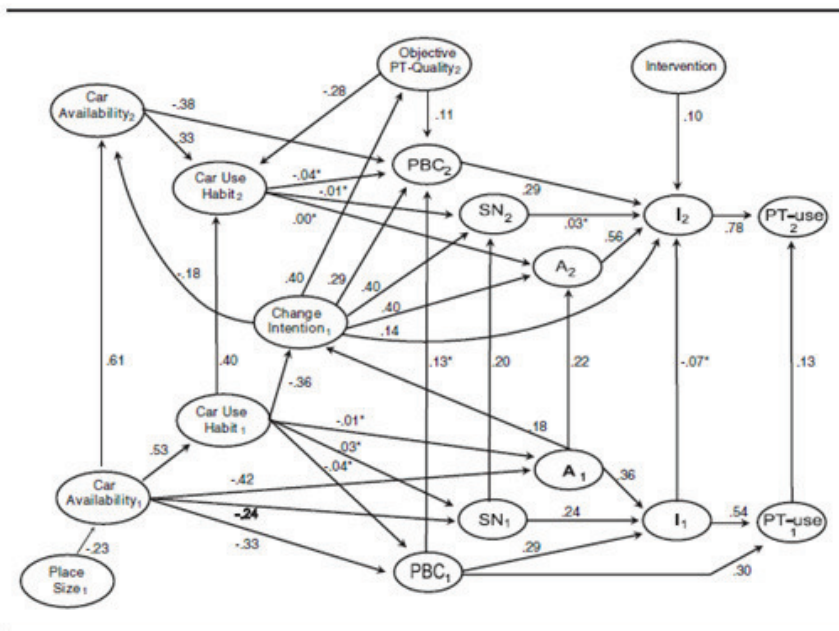 Objective
PT-Quality₂
Intervention
Car
Availability₂
-.38
-.28
.11
.10
.33
PBC₂
Car Use
Habit₂
-.04*
-.01*
.00*
.29
SN₂
.03*
I₂
.78
PT-use
2
.56
A₂
-.18
.40
.29
.40
.40
.14
Change
Intention₁
.61
.40
-.36
.13*
.20
.22
-.07*
.13
Car Use
Habit ₁
-.01*
.18
.03*
-.04*
.53
-.42
A ₁
.36
Car
Availability₁
-.24
-.33
SN₁
.24
I₁
.54
PT-use
1
-.23
.29
Place
Size₁
PBC₁
.30